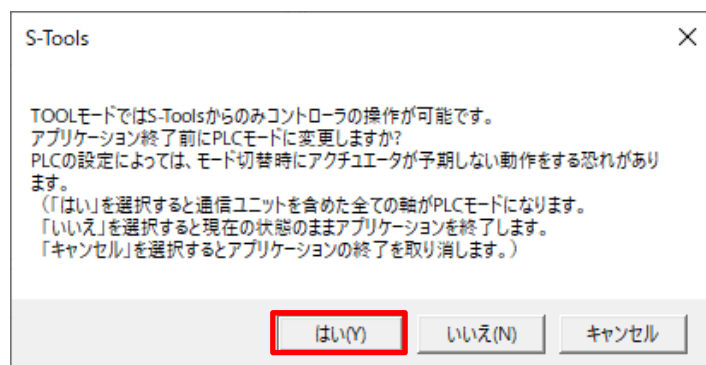 S-Tools
TOOLモードではS-Toolsからのみコントローラの操作が可能です。
アプリケーション終了前にPLCモードに変更しますか?
PLCの設定によっては、モード切替時にアクチュエータが予期しない動作をする恐れがあり
ます。
（「はい」を選択すると通信ユニットを含めた全ての軸がPLCモードになります。
「いいえ」を選択すると現在の状態のままアプリケーションを終了します。
「キャンセル」を選択するとアプリケーションの終了を取り消します。）
はい(Y) いいえ(N) キャンセル